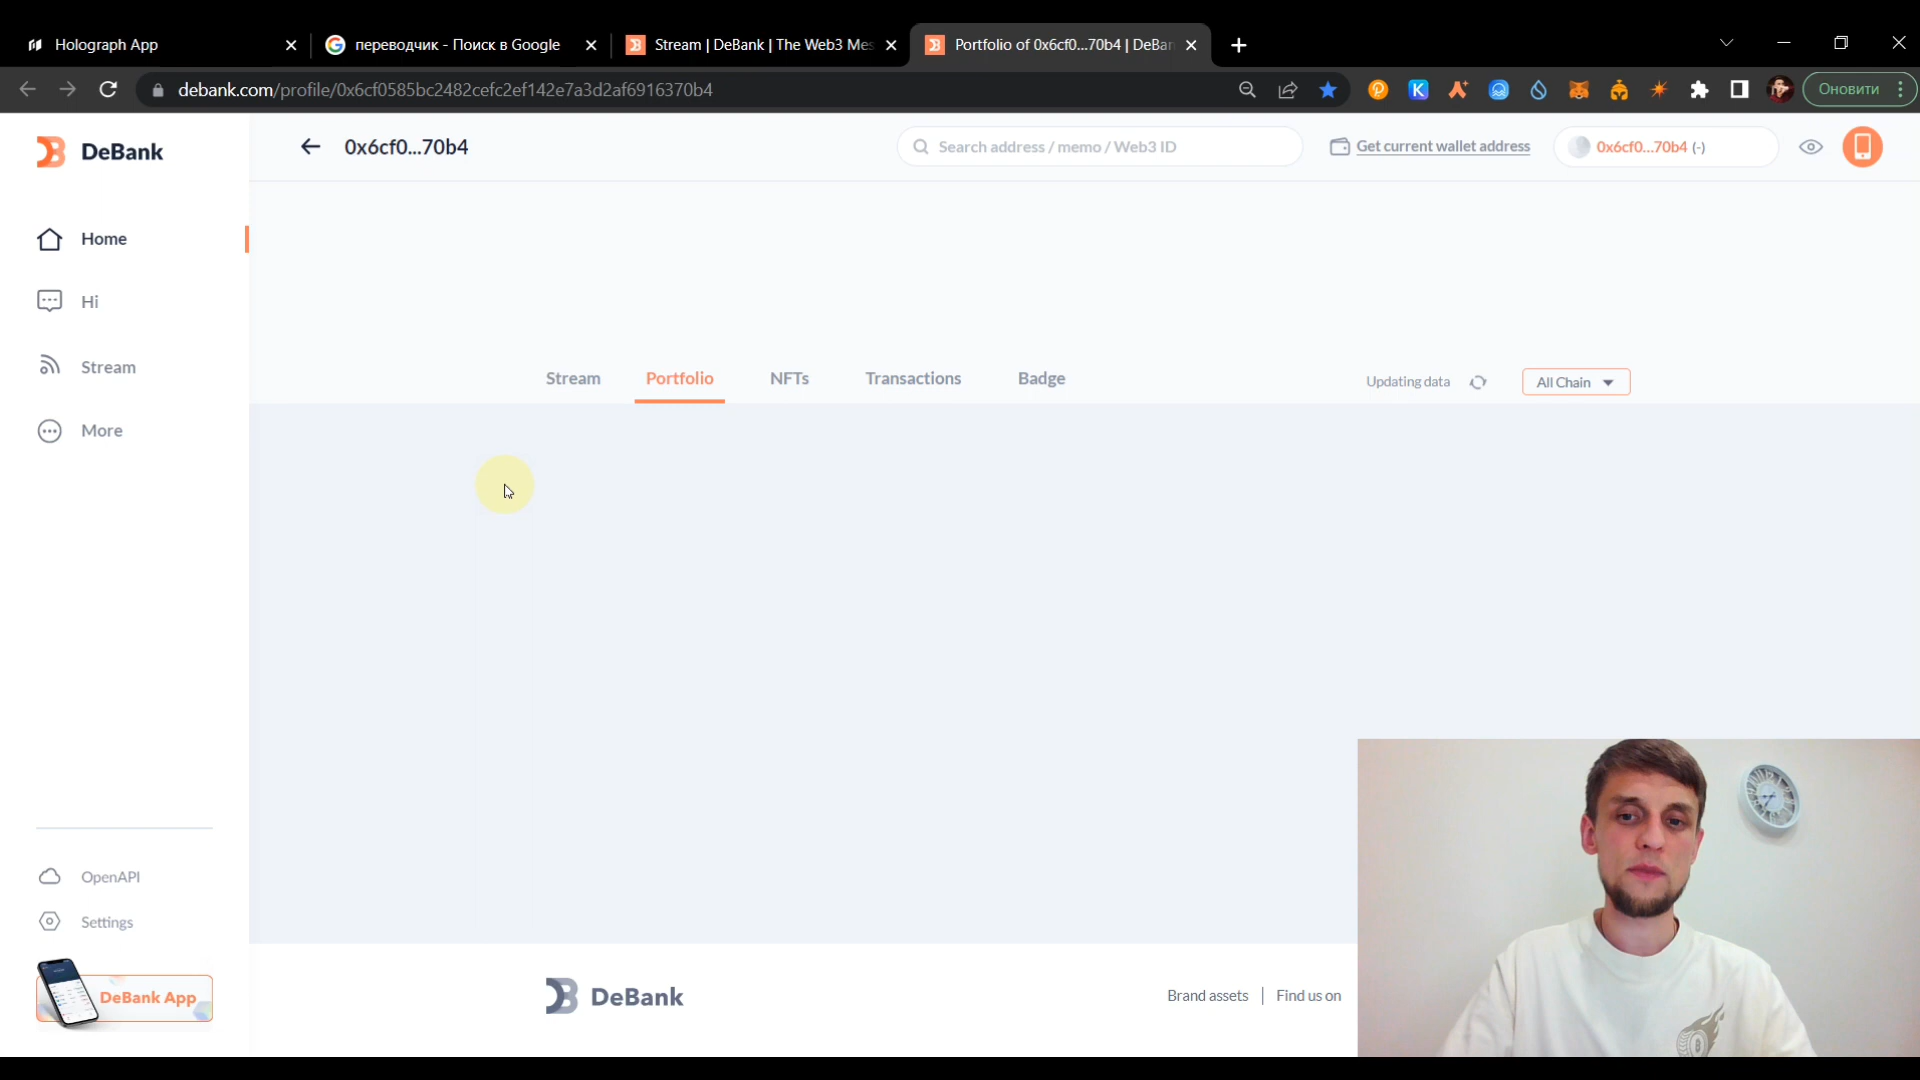 Holograph App
переводчик - Поиск в Google
Stream | DeBank | The Web3 Mes
Portfolio of 0x6cf0...70b4 | DeBan
debank.com/profile/0x6cf0585bc2482cefc2ef142e7a3d2af6916370b4
Оновити
DeBank
0x6cf0...70b4
Search address / memo / Web3 ID
Get current wallet address
0x6cf0...70b4 (-)
Home
Hi
Stream
More
Stream
Portfolio
NFTs
Transactions
Badge
Updating data
All Chain
OpenAPI
Settings
DeBank App
DeBank
Brand assets
Find us on